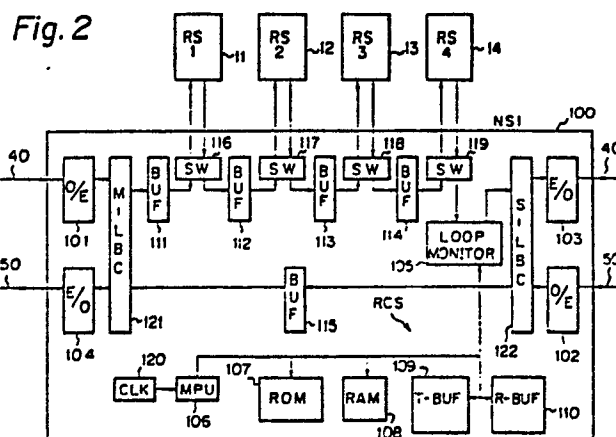 Fig. 2
RS 1
11
RS 2
12
RS 3
13
RS 4
14
NSI
100
40
O/E
101
MILBC
BUF
111
SW
116
BUF
112
SW
117
BUF
113
SW
118
BUF
114
SW
119
LOOP MONITOR
105
SILBC
E/O
103
40
50
E/O
104
121
BUF
115
RCS
122
O/E
102
50
120
CLK
MPU
106
107
ROM
RAM
108
109
T-BUF
R-BUF
110